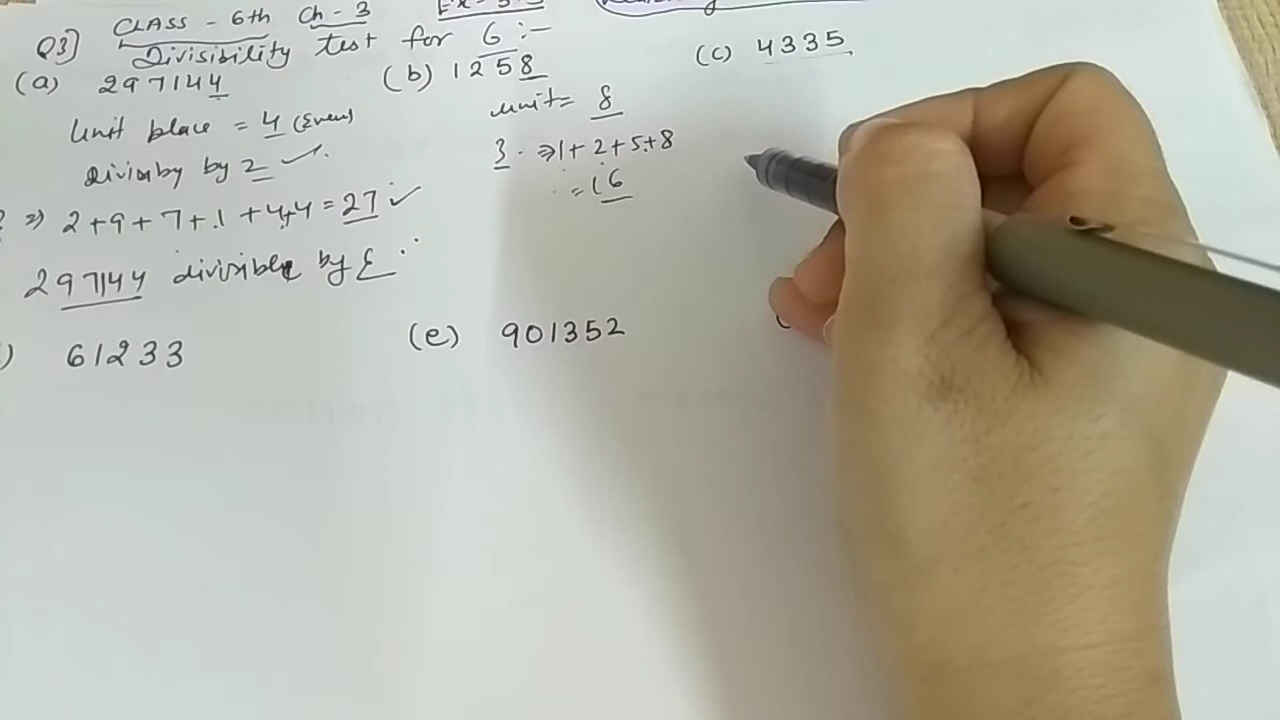 CLASS - 6th Ch - 3
Q3] Divisibility test for 6 :-
(a) 297144
Unit place = 4 (Even)
divisby by 2 ✓
⇒ 2+9+7+1+4+4 = 27 ✓
297144 divisible by 6
(b) 1258
unit = 8
3 ⇒ 1+2+5+8
= 16
(c) 4335
) 61233
(e) 901352